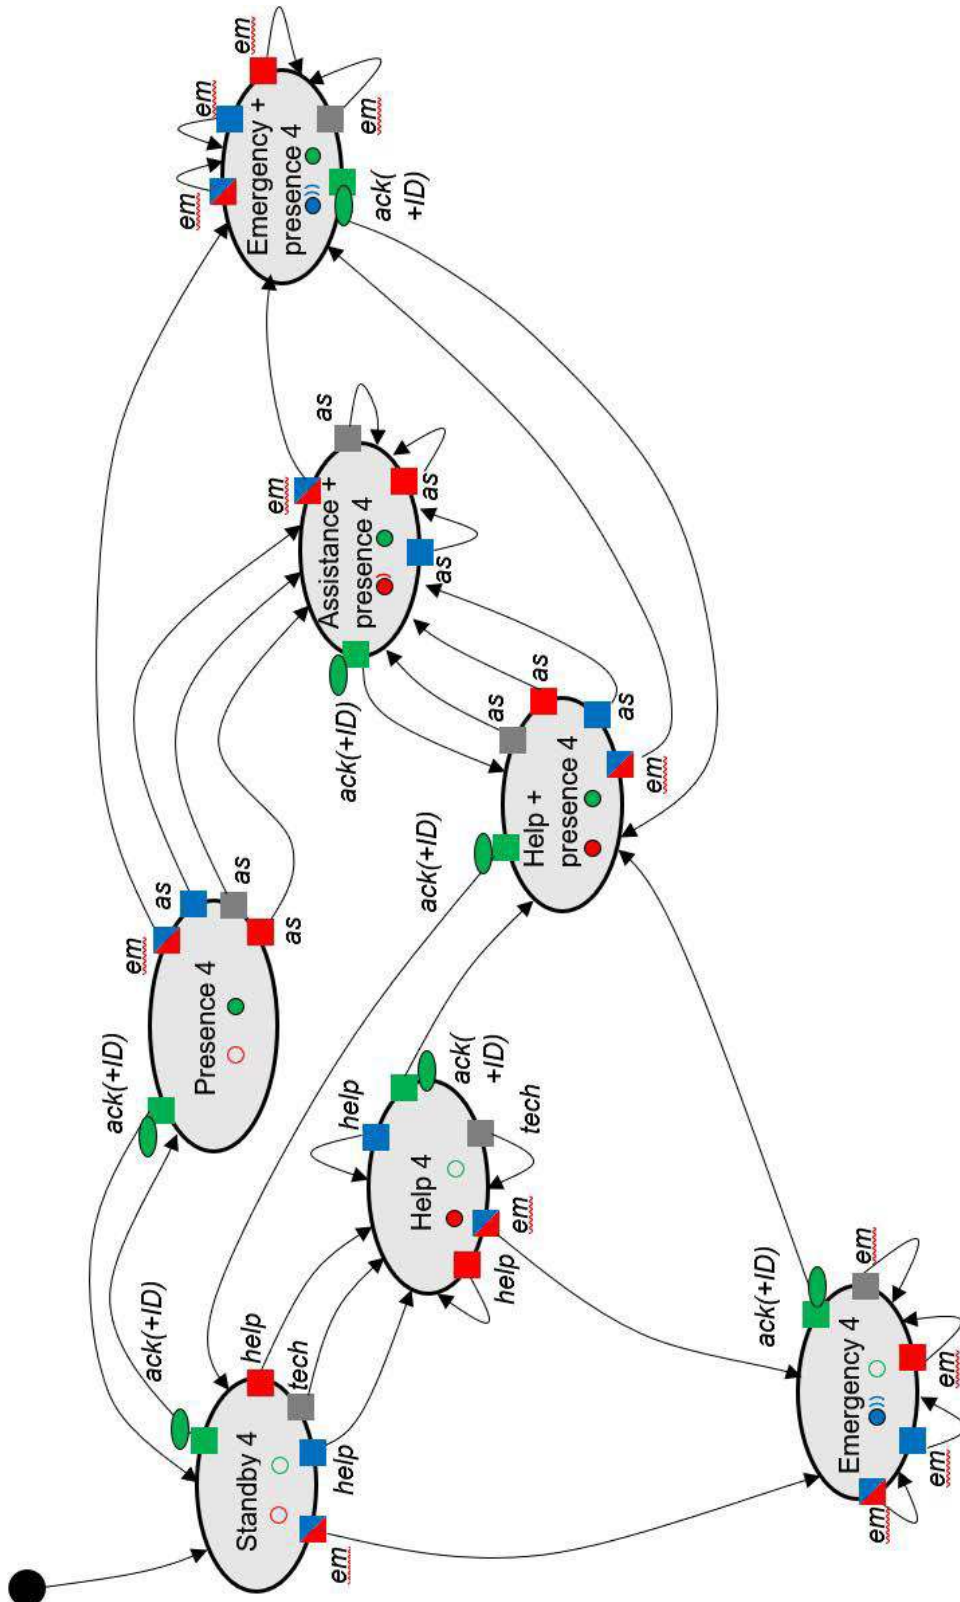 Standby 4
ack(+ID)
help
tech
help
em
Presence 4
ack(+ID)
em
as
as
Help 4
help
ack(
+ID)
tech
em
help
Emergency 4
ack(+ID)
em
em
em
em
Help +
presence 4
ack(+ID)
as
as
as
em
Assistance +
presence 4
ack(+ID)
em
as
as
as
Emergency +
presence 4
em
em
em
em
ack(
+ID)